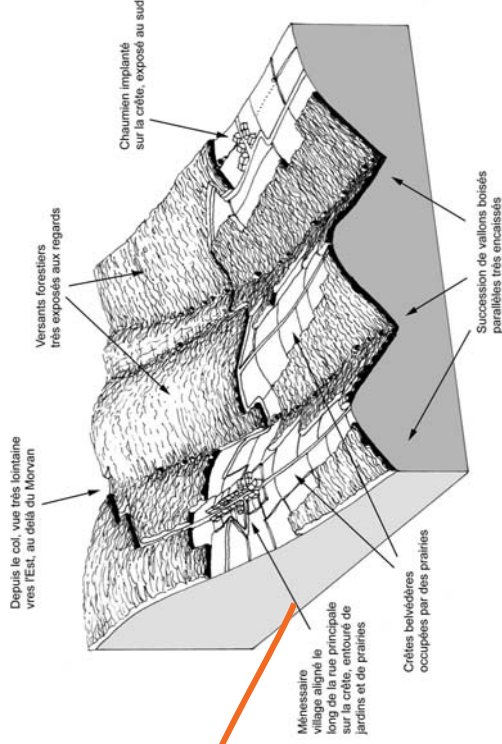 Depuis le col, vue très lointaine
vres l'Est, au delà du Morvan
Versants forestiers
très exposés aux regards
Chaumien implanté
sur la crête, exposé au sud
Ménessaire
village aligné le
long de la rue principale
sur la crête, entouré de
jardins et de prairies
Crêtes belvédères
occupées par des prairies
Succession de vallons boisés
parallèles très encaissés